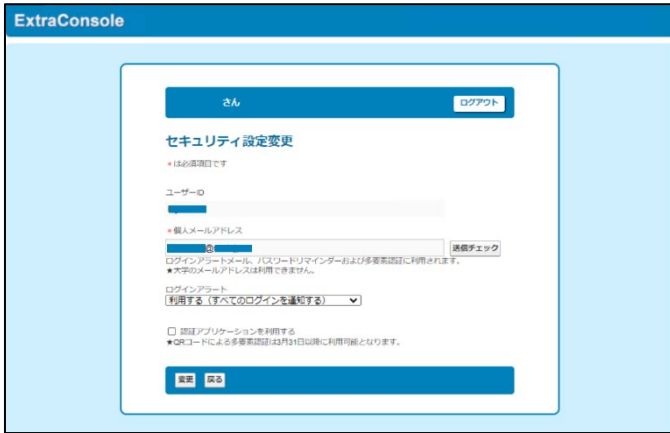 ExtraConsole
さん
ログアウト
セキュリティ設定変更
* は必須項目です
ユーザーID
* 個人メールアドレス
@
送信チェック
ログインアラートメール、パスワードリマインダーおよび多要素認証に利用されます。
★大学のメールアドレスは利用できません。
ログインアラート
利用する（すべてのログインを通知する）
認証アプリケーションを利用する
★QRコードによる多要素認証は3月31日以降に利用可能となります。
変更 戻る